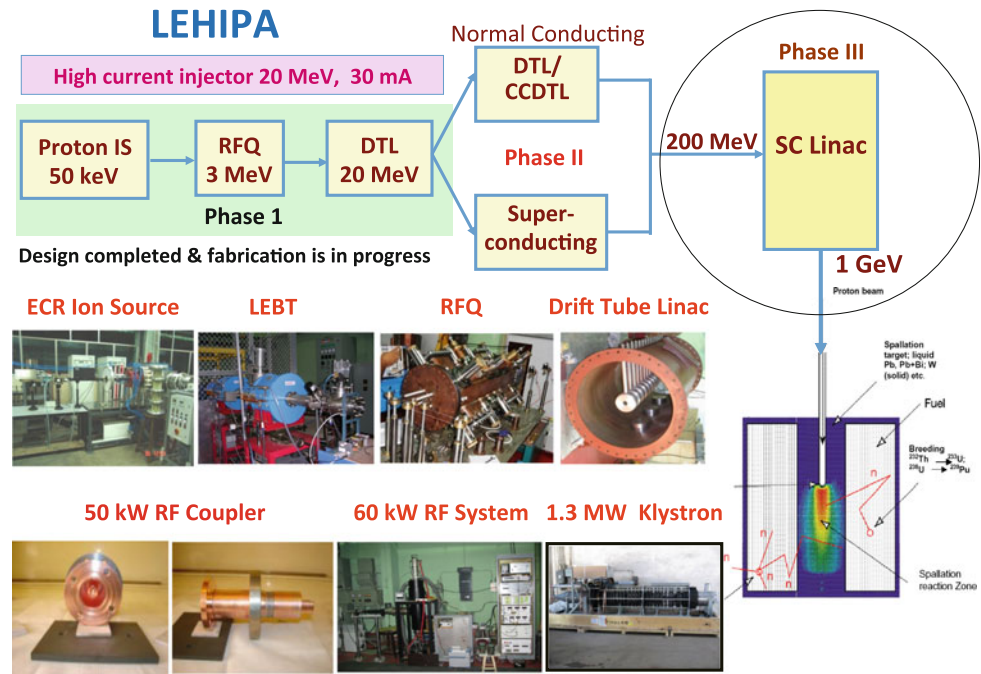 LEHIPA
High current injector 20 MeV, 30 mA
Proton IS
50 keV
RFQ
3 MeV
DTL
20 MeV
Phase 1
Design completed & fabrication is in progress
Normal Conducting
DTL/
CCDTL
Phase II
Super-
conducting
200 MeV
Phase III
SC Linac
1 GeV
Proton beam
ECR Ion Source
LEBT
RFQ
Drift Tube Linac
50 kW RF Coupler
60 kW RF System
1.3 MW Klystron
Spallation
target; liquid
Pb, Pb+Bi; W
(solid) etc.
Fuel
Breeding
²³²Th → ²³³U;
²³⁸U → ²³⁹Pu
n
n
n
n
n
n
Spallation
reaction Zone